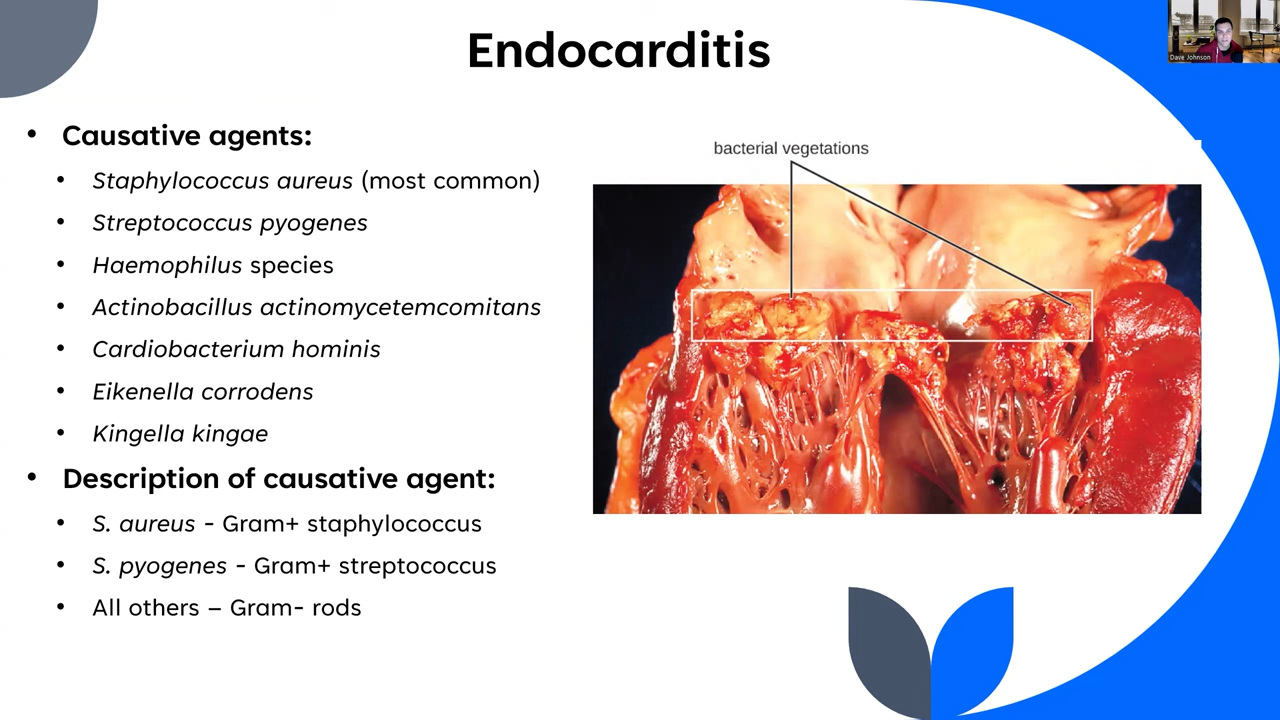 Endocarditis
Dave Johnson
• Causative agents:
• Staphylococcus aureus (most common)
• Streptococcus pyogenes
• Haemophilus species
• Actinobacillus actinomycetemcomitans
• Cardiobacterium hominis
• Eikenella corrodens
• Kingella kingae
• Description of causative agent:
• S. aureus - Gram+ staphylococcus
• S. pyogenes - Gram+ streptococcus
• All others – Gram- rods
bacterial vegetations